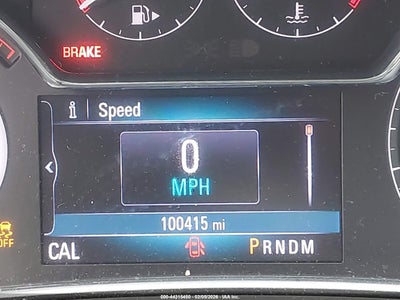 BRAKE
i Speed
0
MPH
100415 mi
OFF
CAL
PRNDM